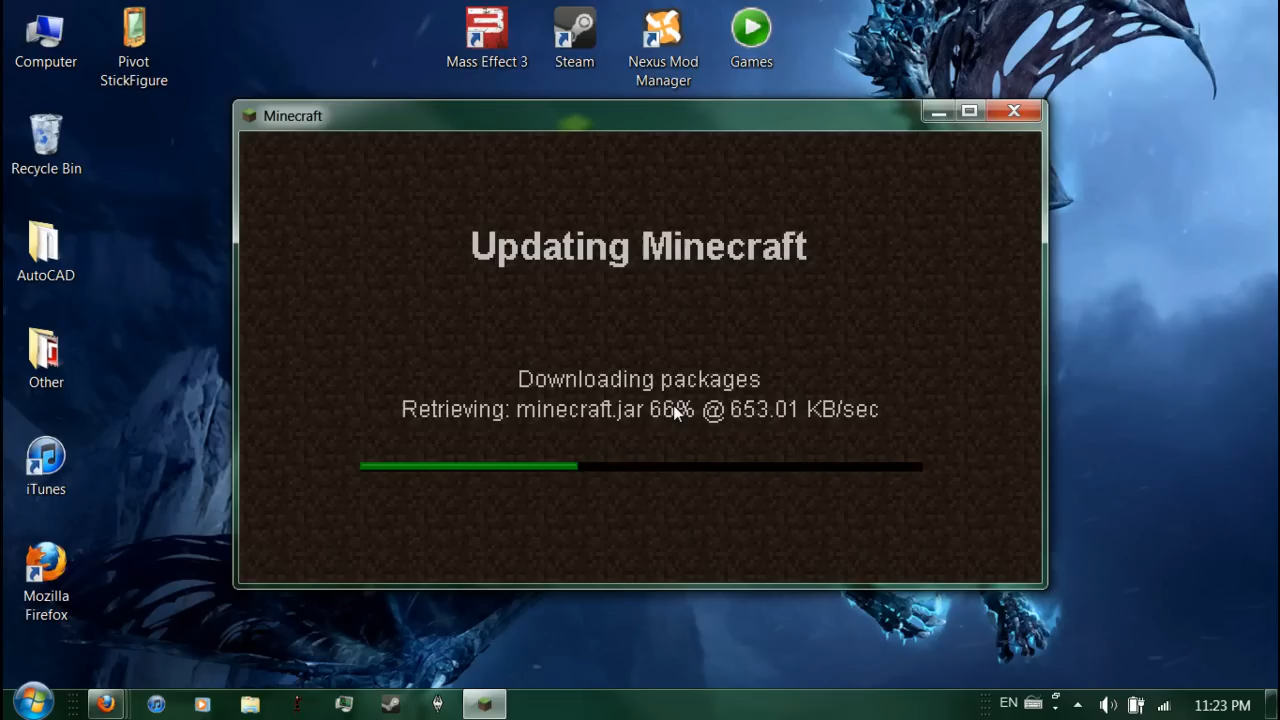 Computer
Pivot
StickFigure
Mass Effect 3
Steam
Nexus Mod
Manager
Games
Minecraft
Recycle Bin
Updating Minecraft
AutoCAD
Other
Downloading packages
Retrieving: minecraft.jar 66% @ 653.01 KB/sec
iTunes
Mozilla
Firefox
EN
11:23 PM